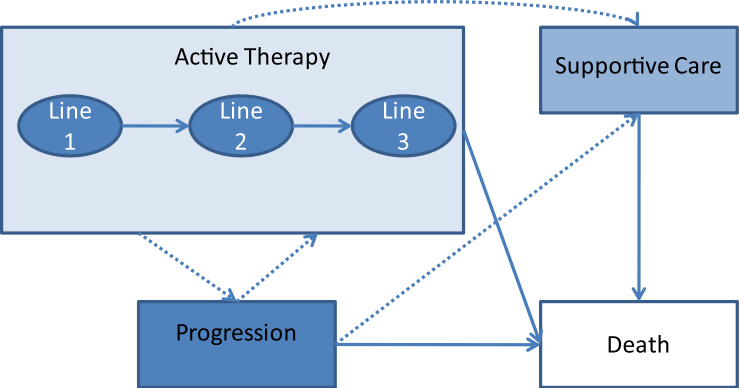 Active Therapy
Supportive Care
Line
1
Line
2
Line
3
Progression
Death